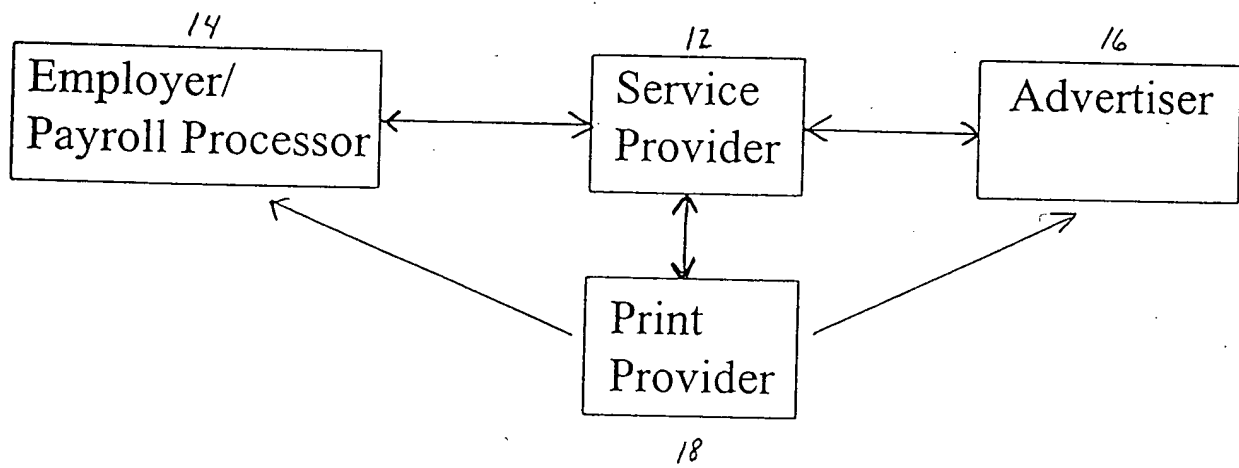 14
Employer/
Payroll Processor
12
Service
Provider
16
Advertiser
Print
Provider
18